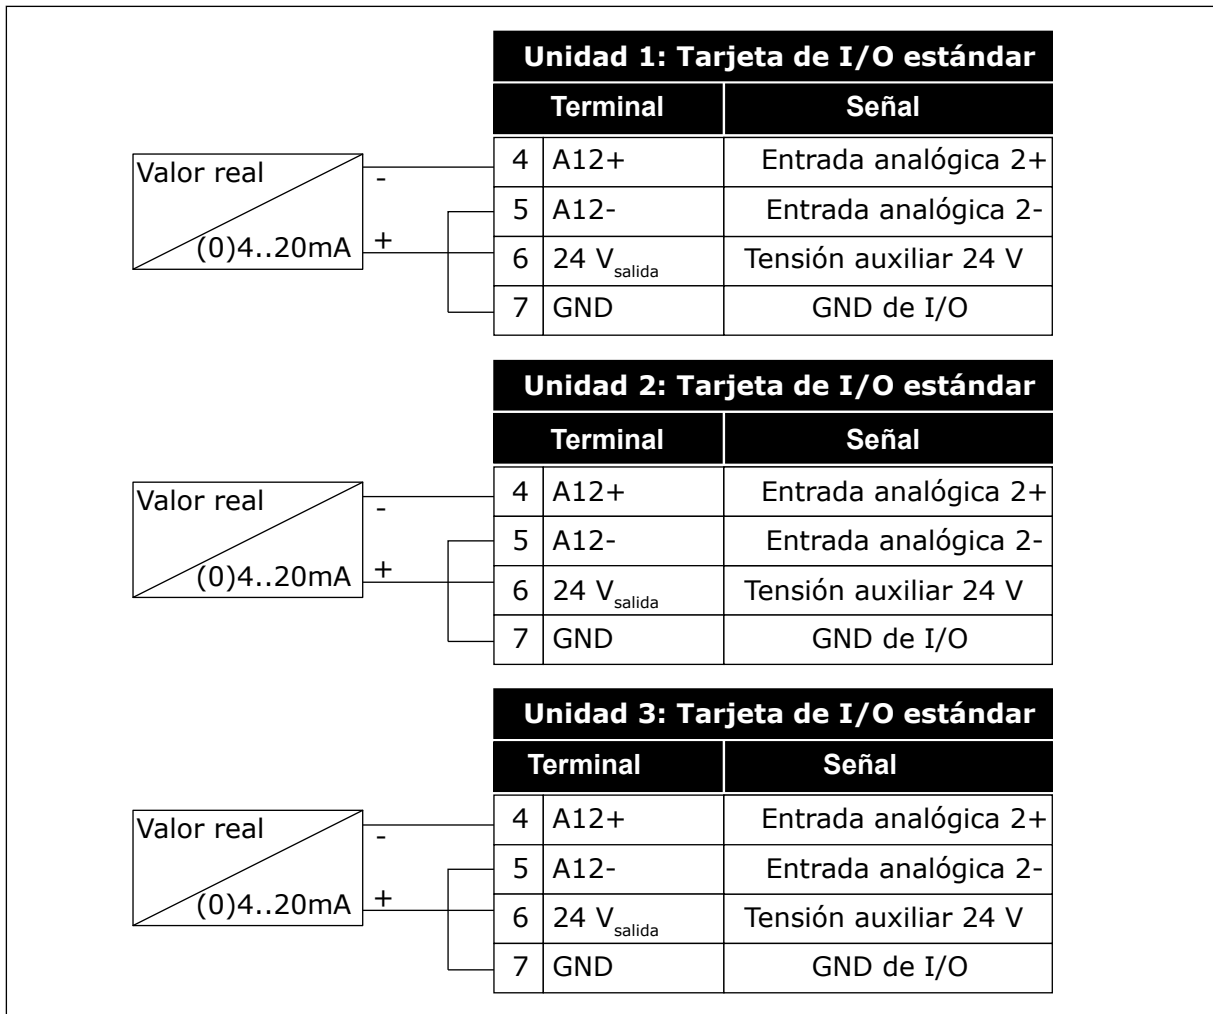 Unidad 1: Tarjeta de I/O estándar
Terminal Señal
Valor real
-
(0)4..20mA
+
4 A12+ Entrada analógica 2+
5 A12- Entrada analógica 2-
6 24 Vsalida Tensión auxiliar 24 V
7 GND GND de I/O
Unidad 2: Tarjeta de I/O estándar
Terminal Señal
Valor real
-
(0)4..20mA
+
4 A12+ Entrada analógica 2+
5 A12- Entrada analógica 2-
6 24 Vsalida Tensión auxiliar 24 V
7 GND GND de I/O
Unidad 3: Tarjeta de I/O estándar
Terminal Señal
Valor real
-
(0)4..20mA
+
4 A12+ Entrada analógica 2+
5 A12- Entrada analógica 2-
6 24 Vsalida Tensión auxiliar 24 V
7 GND GND de I/O